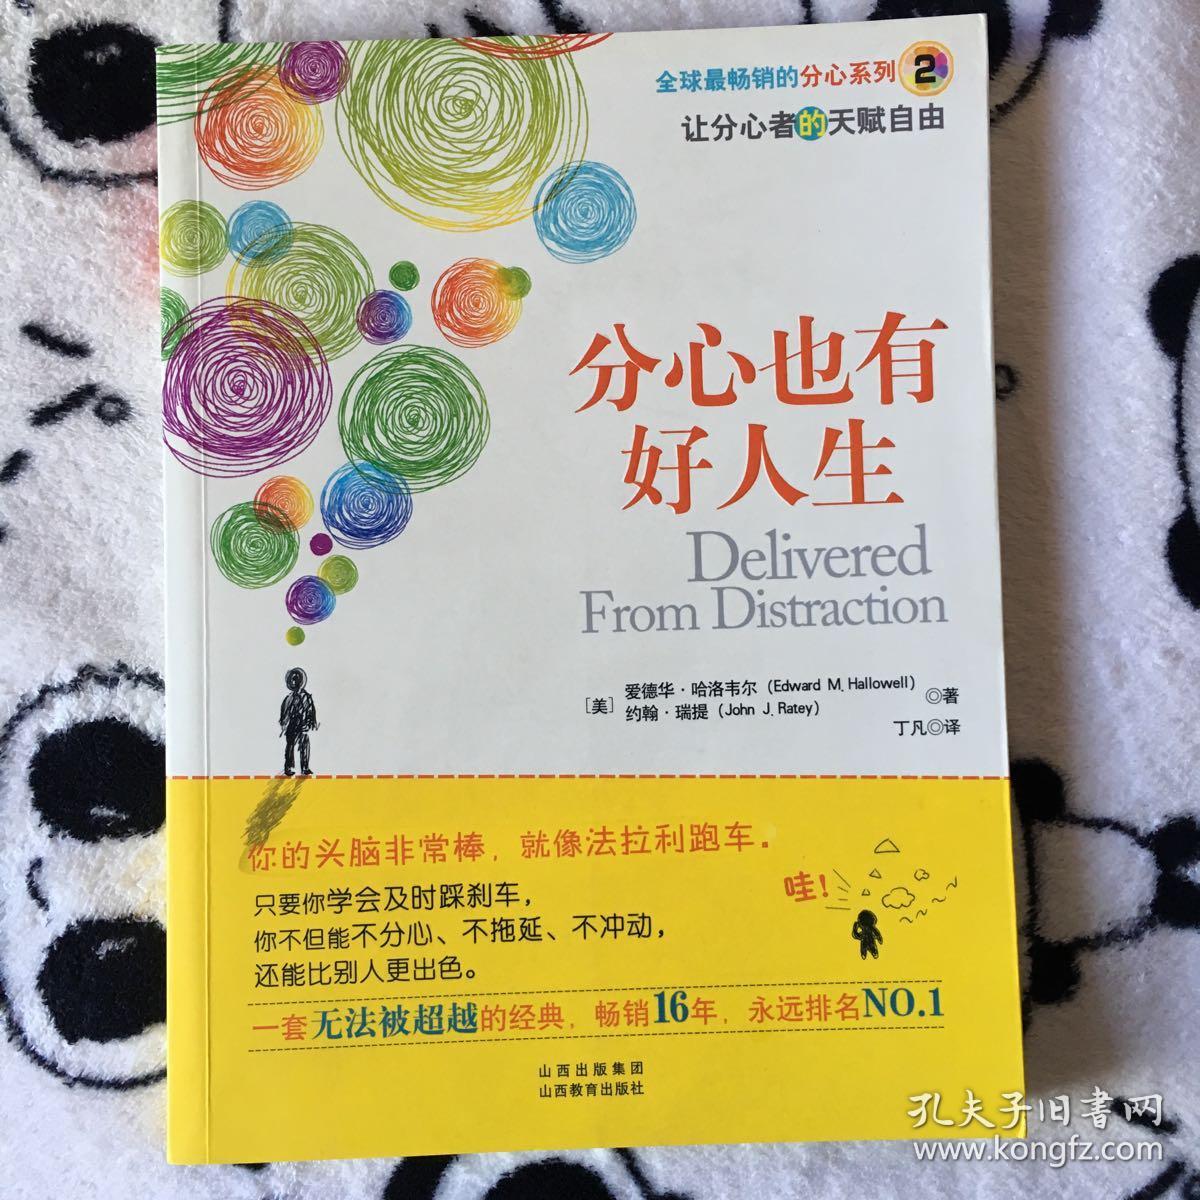 全球最畅销的分心系列 2
让分心者的天赋自由
分心也有
好人生
Delivered
From Distraction
[美] 爱德华·哈洛韦尔 (Edward M. Hallowell)
约翰·瑞提 (John J. Ratey) ◎著
丁凡◎译
你的头脑非常棒，就像法拉利跑车。
只要你学会及时踩刹车，
你不但能不分心、不拖延、不冲动，
还能比别人更出色。
哇!
一套无法被超越的经典，畅销16年，永远排名NO.1
山西出版集团
山西教育出版社
孔夫子旧書网
www.kongfz.com